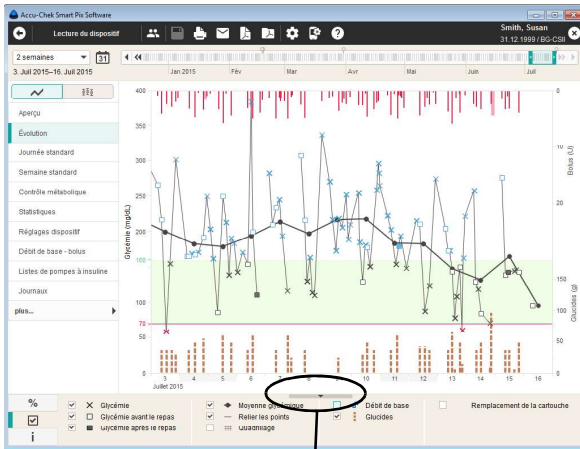 Accu-Chek Smart Pix Software
Lecture du dispositif
Smith, Susan
31.12.1999 / BG-CSII
2 semaines
31
3. Juil 2015–16. Juil 2015
Jan 2015 Fév Mar Avr Mai Juin Juil
Aperçu
Évolution
Journée standard
Semaine standard
Contrôle métabolique
Statistiques
Réglages dispositif
Débit de base - bolus
Listes de pompes à insuline
Journaux
plus...
Glycémie (mg/dL)
400
350
300
250
200
150
100
70
50
0
0
10
20
Bolus (U)
150
100
50
0
Glucides (g)
3 4 5 6 7 8 9 10 11 12 13 14 15 16
Juillet 2015
%
i
Glycémie
Glycémie avant le repas
Glycémie après le repas
Moyenne glycémique
Relier les points
Quadrillage
Débit de base
Glucides
Remplacement de la cartouche